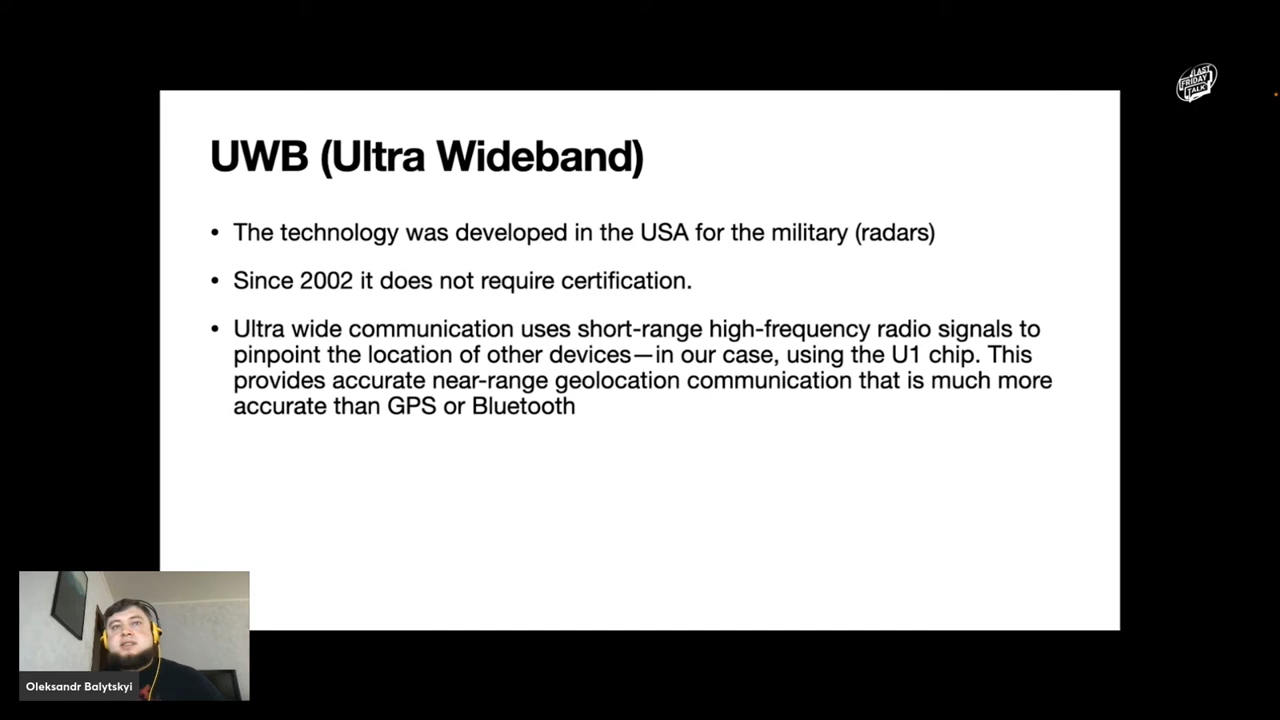 LAST
FRIDAY
TALK
UWB (Ultra Wideband)
• The technology was developed in the USA for the military (radars)
• Since 2002 it does not require certification.
• Ultra wide communication uses short-range high-frequency radio signals to
pinpoint the location of other devices—in our case, using the U1 chip. This
provides accurate near-range geolocation communication that is much more
accurate than GPS or Bluetooth
Oleksandr Balytskyi